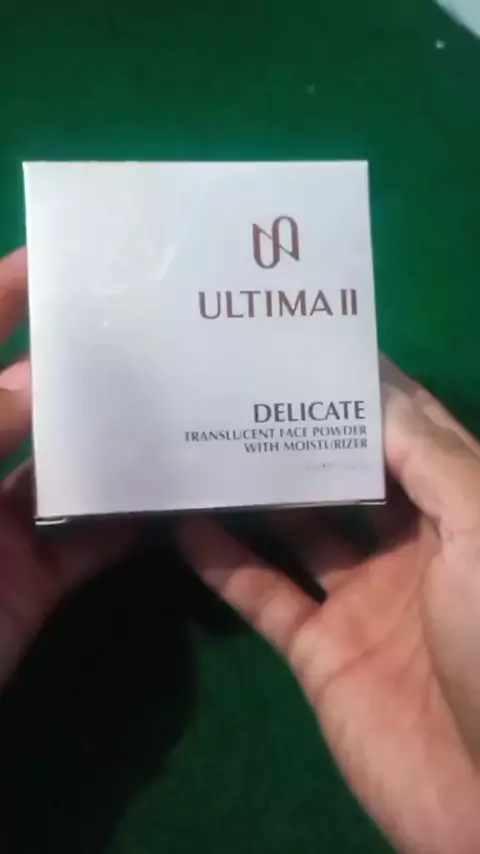 ULTIMA II
DELICATE
TRANSLUCENT FACE POWDER
WITH MOISTURIZER